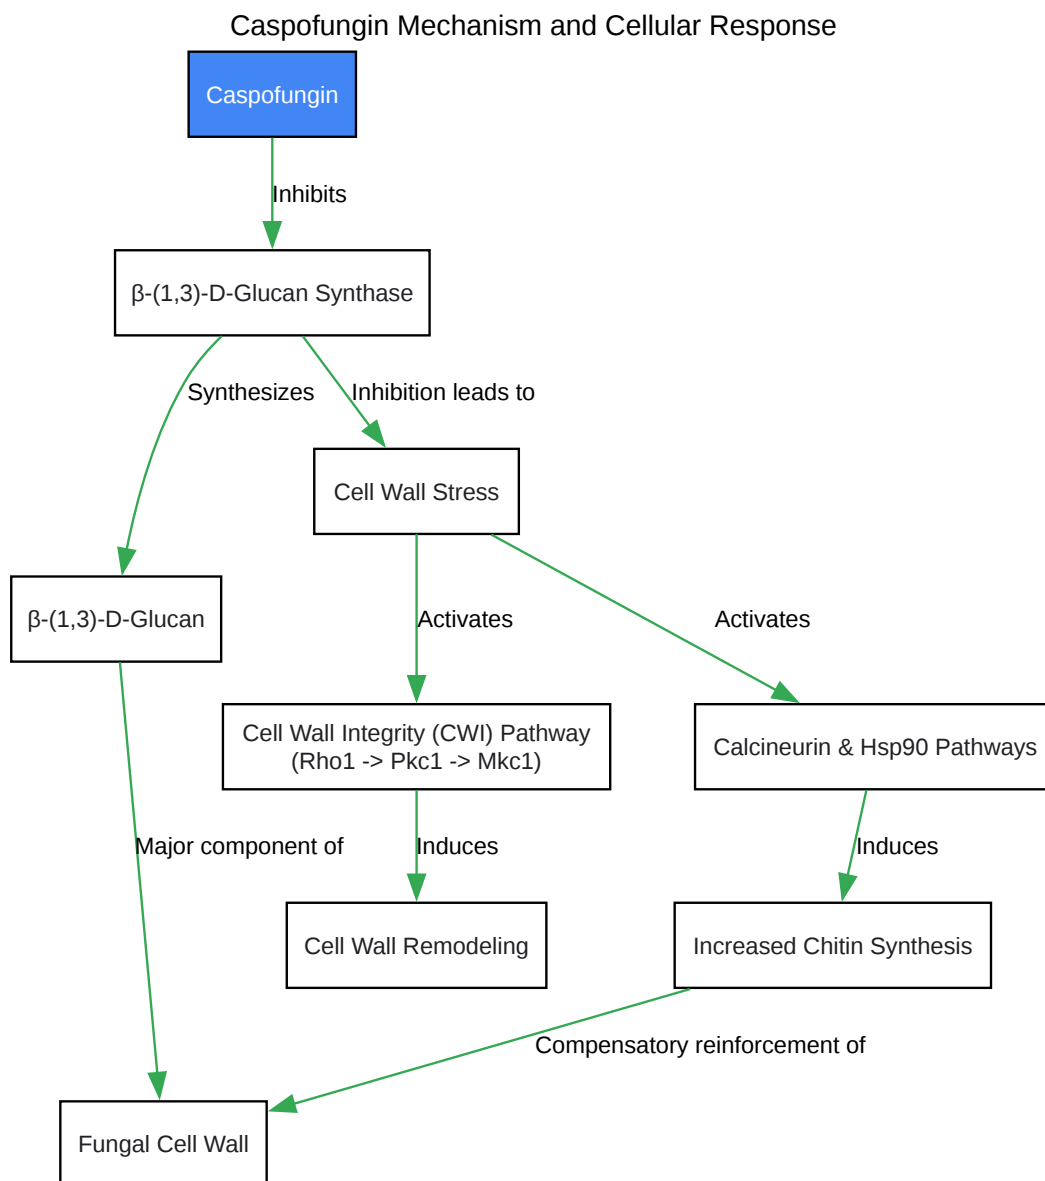 Caspofungin Mechanism and Cellular Response
Caspofungin
Inhibits
β-(1,3)-D-Glucan Synthase
Synthesizes
Inhibition leads to
Cell Wall Stress
β-(1,3)-D-Glucan
Activates
Activates
Cell Wall Integrity (CWI) Pathway
(Rho1 -> Pkc1 -> Mkc1)
Calcineurin & Hsp90 Pathways
Major component of
Induces
Induces
Cell Wall Remodeling
Increased Chitin Synthesis
Compensatory reinforcement of
Fungal Cell Wall